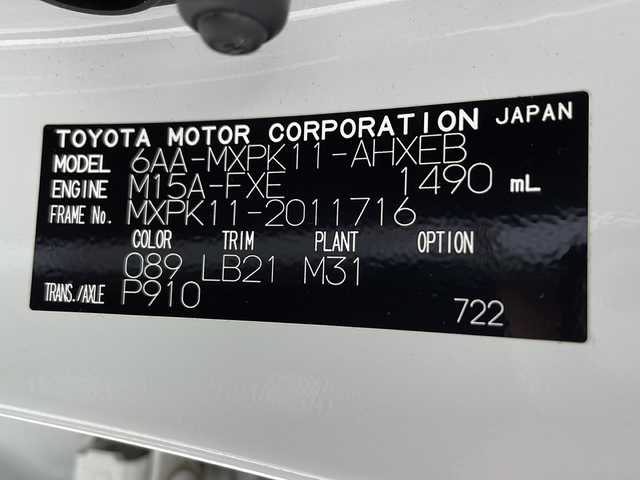 TOYOTA MOTOR CORPORATION JAPAN
MODEL 6AA-MXPK11-AHXEB
ENGINE M15A-FXE 1490 mL
FRAME No. MXPK11-2011716
COLOR TRIM PLANT OPTION
089 LB21 M31
TRANS./AXLE P910
722